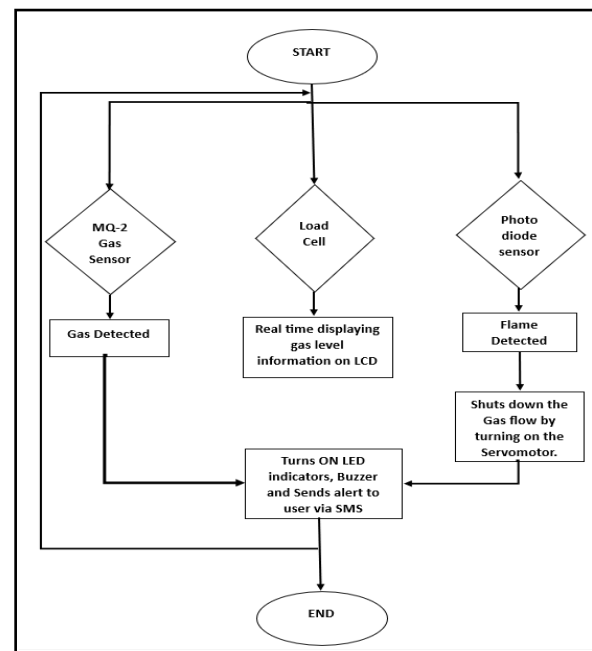 START
MQ-2
Gas
Sensor
Load
Cell
Photo
diode
sensor
Gas Detected
Real time displaying
gas level
information on LCD
Flame
Detected
Shuts down the
Gas flow by
turning on the
Servomotor.
Turns ON LED
indicators, Buzzer
and Sends alert to
user via SMS
END